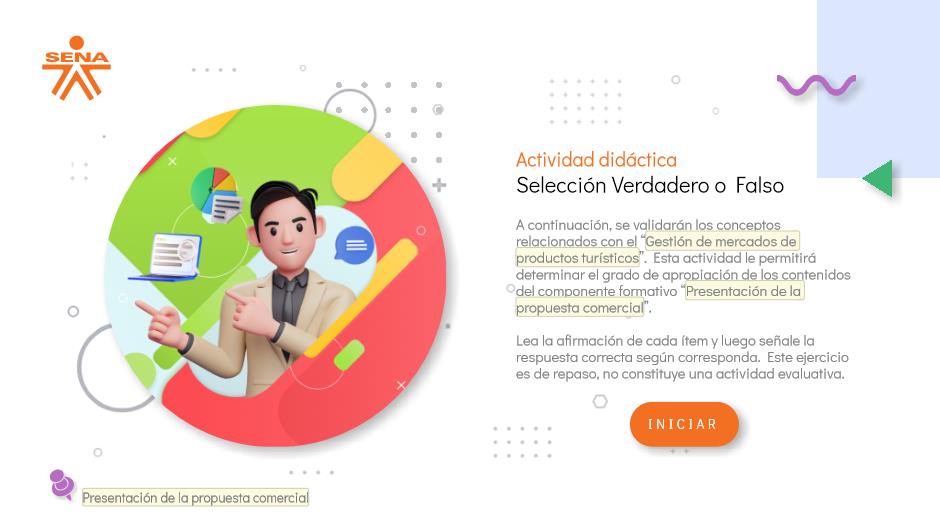 SENA
Actividad didáctica
Selección Verdadero o Falso
A continuación, se validarán los conceptos
relacionados con el “Gestión de mercados de
productos turísticos”. Esta actividad le permitirá
determinar el grado de apropiación de los contenidos
del componente formativo “Presentación de la
propuesta comercial”.
Lea la afirmación de cada ítem y luego señale la
respuesta correcta según corresponda. Este ejercicio
es de repaso, no constituye una actividad evaluativa.
INICIAR
Presentación de la propuesta comercial